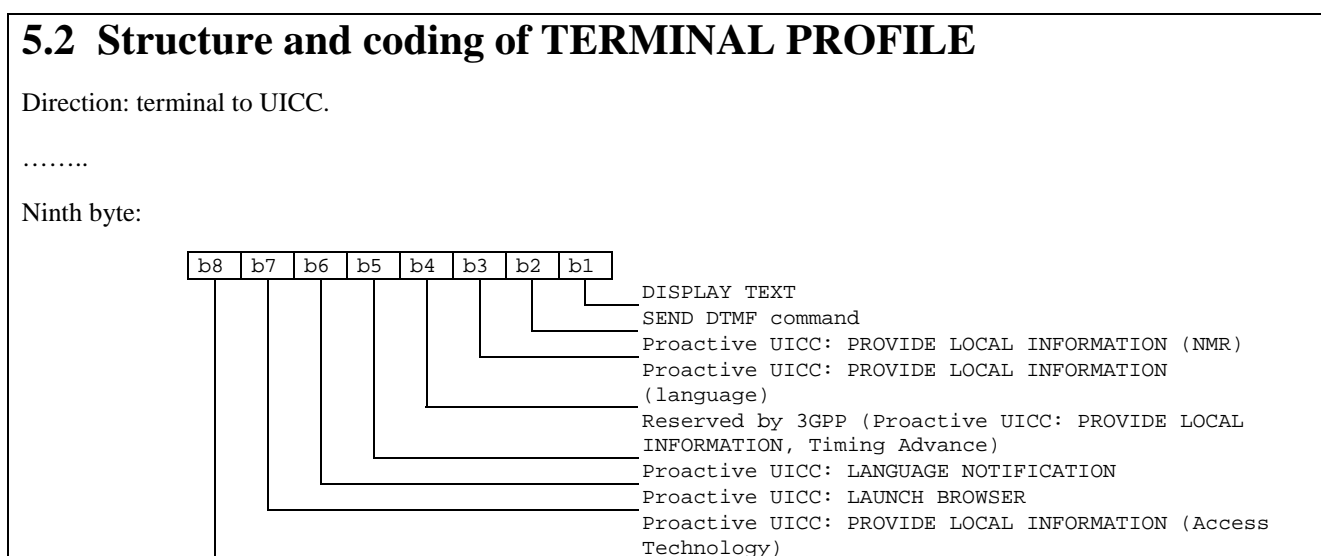 5.2 Structure and coding of TERMINAL PROFILE
Direction: terminal to UICC.
……..
Ninth byte:
b8 b7 b6 b5 b4 b3 b2 b1
DISPLAY TEXT
SEND DTMF command
Proactive UICC: PROVIDE LOCAL INFORMATION (NMR)
Proactive UICC: PROVIDE LOCAL INFORMATION
(language)
Reserved by 3GPP (Proactive UICC: PROVIDE LOCAL
INFORMATION, Timing Advance)
Proactive UICC: LANGUAGE NOTIFICATION
Proactive UICC: LAUNCH BROWSER
Proactive UICC: PROVIDE LOCAL INFORMATION (Access
Technology)